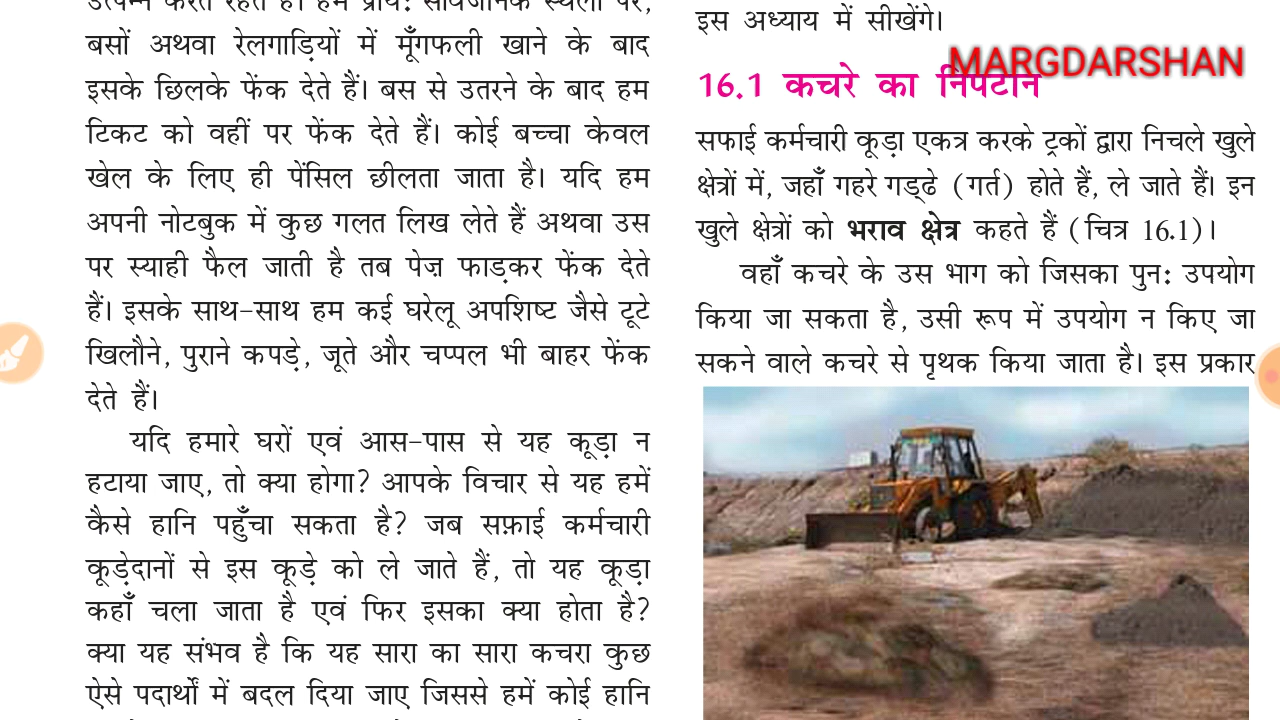 उत्पन्न करते रहते हैं। हम प्रायः सार्वजनिक स्थलों पर,
बसों अथवा रेलगाड़ियों में मूँगफली खाने के बाद
इसके छिलके फेंक देते हैं। बस से उतरने के बाद हम
टिकट को वहीं पर फेंक देते हैं। कोई बच्चा केवल
खेल के लिए ही पेंसिल छीलता जाता है। यदि हम
अपनी नोटबुक में कुछ गलत लिख लेते हैं अथवा उस
पर स्याही फैल जाती है तब पेज़ फाड़कर फेंक देते
हैं। इसके साथ-साथ हम कई घरेलू अपशिष्ट जैसे टूटे
खिलौने, पुराने कपड़े, जूते और चप्पल भी बाहर फेंक
देते हैं।
यदि हमारे घरों एवं आस-पास से यह कूड़ा न
हटाया जाए, तो क्या होगा? आपके विचार से यह हमें
कैसे हानि पहुँचा सकता है? जब सफ़ाई कर्मचारी
कूड़ेदानों से इस कूड़े को ले जाते हैं, तो यह कूड़ा
कहाँ चला जाता है एवं फिर इसका क्या होता है?
क्या यह संभव है कि यह सारा का सारा कचरा कुछ
ऐसे पदार्थों में बदल दिया जाए जिससे हमें कोई हानि
इस अध्याय में सीखेंगे।
MARGDARSHAN
16.1 कचरे का निपटान
सफाई कर्मचारी कूड़ा एकत्र करके ट्रकों द्वारा निचले खुले
क्षेत्रों में, जहाँ गहरे गड्ढे (गर्त) होते हैं, ले जाते हैं। इन
खुले क्षेत्रों को भराव क्षेत्र कहते हैं (चित्र 16.1)।
वहाँ कचरे के उस भाग को जिसका पुनः उपयोग
किया जा सकता है, उसी रूप में उपयोग न किए जा
सकने वाले कचरे से पृथक किया जाता है। इस प्रकार